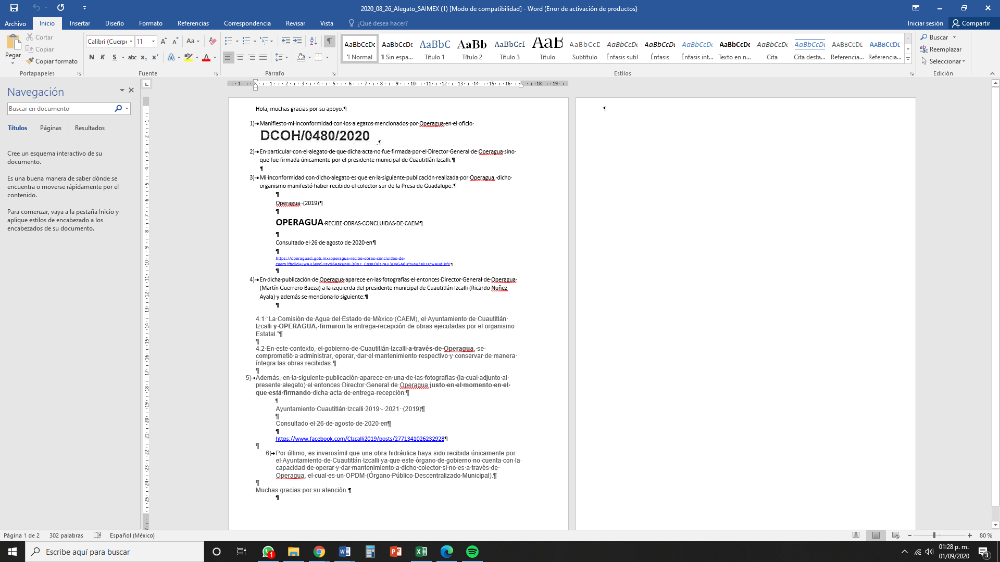 2020_08_26_Alegato_SAIMEX (1) [Modo de compatibilidad] - Word (Error de activación de productos)
Archivo Inicio Insertar Diseño Formato Referencias Correspondencia Revisar Vista ¿Qué desea hacer? Iniciar sesión Compartir
Pegar
Cortar
Copiar
Copiar formato
Portapapeles
Calibri (Cuerpo 11
N K S abc x₂ x²
Fuente
Párrafo
AaBbCcDc AaBbCcDc AaBbC AaBb AaBbCcI AaB AaBbCcD AaBbCcDc AaBbCcDc AaBbCcDc AaBbCcDc AaBbCcDc AaBbCcDc AABBCCDE AABBCCDE
¶ Normal ¶ Sin espa... Título 1 Título 2 Título 3 Título Subtítulo Énfasis sutil Énfasis Énfasis int... Texto en n... Cita Cita desta... Referencia... Referencia...
Estilos
Buscar
Reemplazar
Seleccionar
Edición
Navegación
Buscar en documento
Títulos Páginas Resultados
Cree un esquema interactivo de su
documento.
Es una buena manera de saber dónde se
encuentra o moverse rápidamente por el
contenido.
Para comenzar, vaya a la pestaña Inicio y
aplique estilos de encabezado a los
encabezados de su documento.
Hola, muchas gracias por su apoyo.¶
1) Manifiesto mi inconformidad con los alegatos mencionados por Operagua en el oficio
DCOH/0480/2020 .¶
2) En particular con el alegato de que dicha acta no fue firmada por el Director General de Operagua sino
que fue firmada únicamente por el presidente municipal de Cuautitlán Izcalli.¶
¶
3) Mi inconformidad con dicho alegato es que en la siguiente publicación realizada por Operagua, dicho
organismo manifestó haber recibido el colector sur de la Presa de Guadalupe:¶
¶
Operagua (2019)¶
¶
OPERAGUA RECIBE OBRAS CONCLUIDAS DE CAEM¶
¶
Consultado el 26 de agosto de 2020 en¶
¶
https://operaguaci.gob.mx/operagua-recibe-obras-concluidas-de-
¶
4) En dicha publicación de Operagua aparece en las fotografías el entonces Director General de Operagua
(Martín Guerrero Baeza) a la izquierda del presidente municipal de Cuautitlán Izcalli (Ricardo Nuñez
Ayala) y además se menciona lo siguiente:¶
¶
4.1 “La Comisión de Agua del Estado de México (CAEM), el Ayuntamiento de Cuautitlán
Izcalli y OPERAGUA, firmaron la entrega-recepción de obras ejecutadas por el organismo
Estatal.”¶
¶
4.2 En este contexto, el gobierno de Cuautitlán Izcalli a través de Operagua, se
comprometió a administrar, operar, dar el mantenimiento respectivo y conservar de manera
íntegra las obras recibidas.¶
¶
5) Además, en la siguiente publicación aparece en una de las fotografías (la cual adjunto al
presente alegato) el entonces Director General de Operagua justo en el momento en el
que está firmando dicha acta de entrega-recepción:¶
¶
Ayuntamiento Cuautitlán Izcalli 2019 - 2021 (2019)¶
¶
Consultado el 26 de agosto de 2020 en¶
¶
https://www.facebook.com/CIzcalli2019/posts/2771341026232928¶
¶
6) Por último, es inverosímil que una obra hidráulica haya sido recibida únicamente por
el Ayuntamiento de Cuautitlán Izcalli ya que este órgano de gobierno no cuenta con la
capacidad de operar y dar mantenimiento a dicho colector si no es a través de
Operagua, el cual es un OPDM (Órgano Público Descentralizado Municipal).¶
¶
Muchas gracias por su atención.¶
¶
¶
Página 1 de 2 302 palabras Español (México) 80 %
Escribe aquí para buscar
1
01:28 p. m.
01/09/2020
3